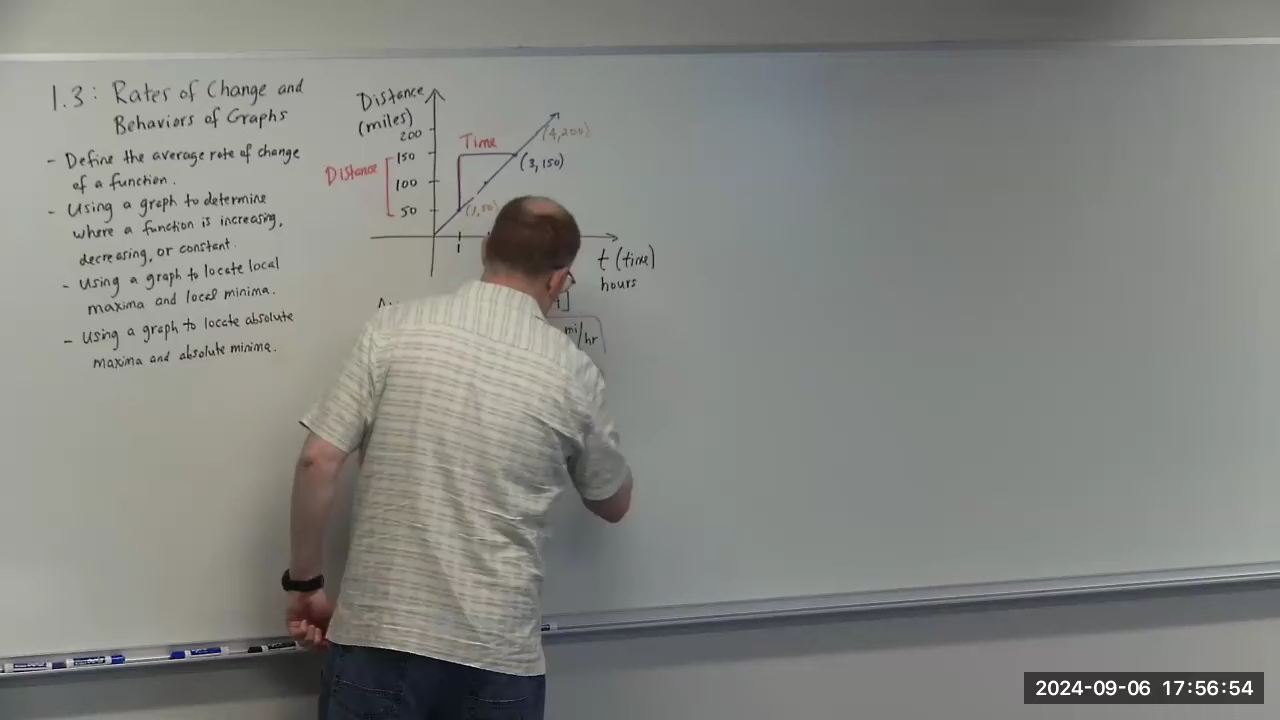 1.3: Rates of Change and
Behaviors of Graphs
- Define the average rate of change
of a function.
- Using a graph to determine
where a function is increasing,
decreasing, or constant.
- Using a graph to locate local
maxima and local minima.
- Using a graph to locate absolute
maxima and absolute minima.
Distance
(miles)
200
150
100
50
Distance
Time
(4,200)
(3,150)
(1,50)
1
t (time)
hours
4]
mi/hr
2024-09-06 17:56:54